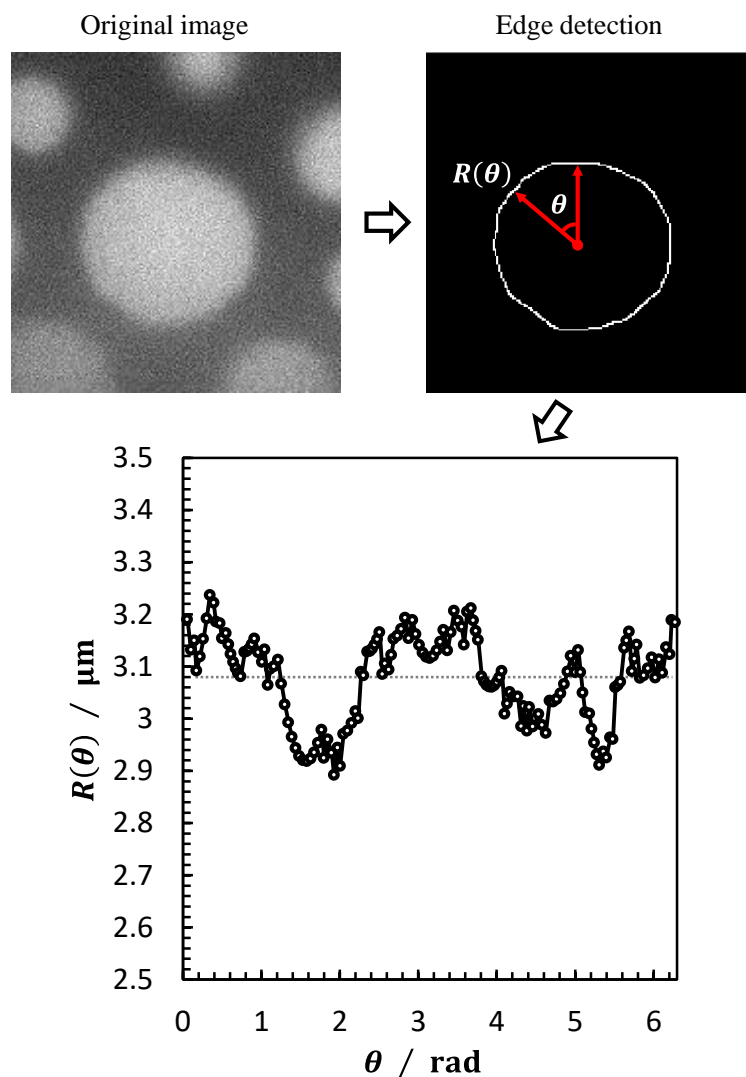 Original image
Edge detection
R(θ)
θ
3.5
3.4
3.3
3.2
3.1
3
2.9
2.8
2.7
2.6
2.5
R(θ) / μm
0 1 2 3 4 5 6
θ / rad